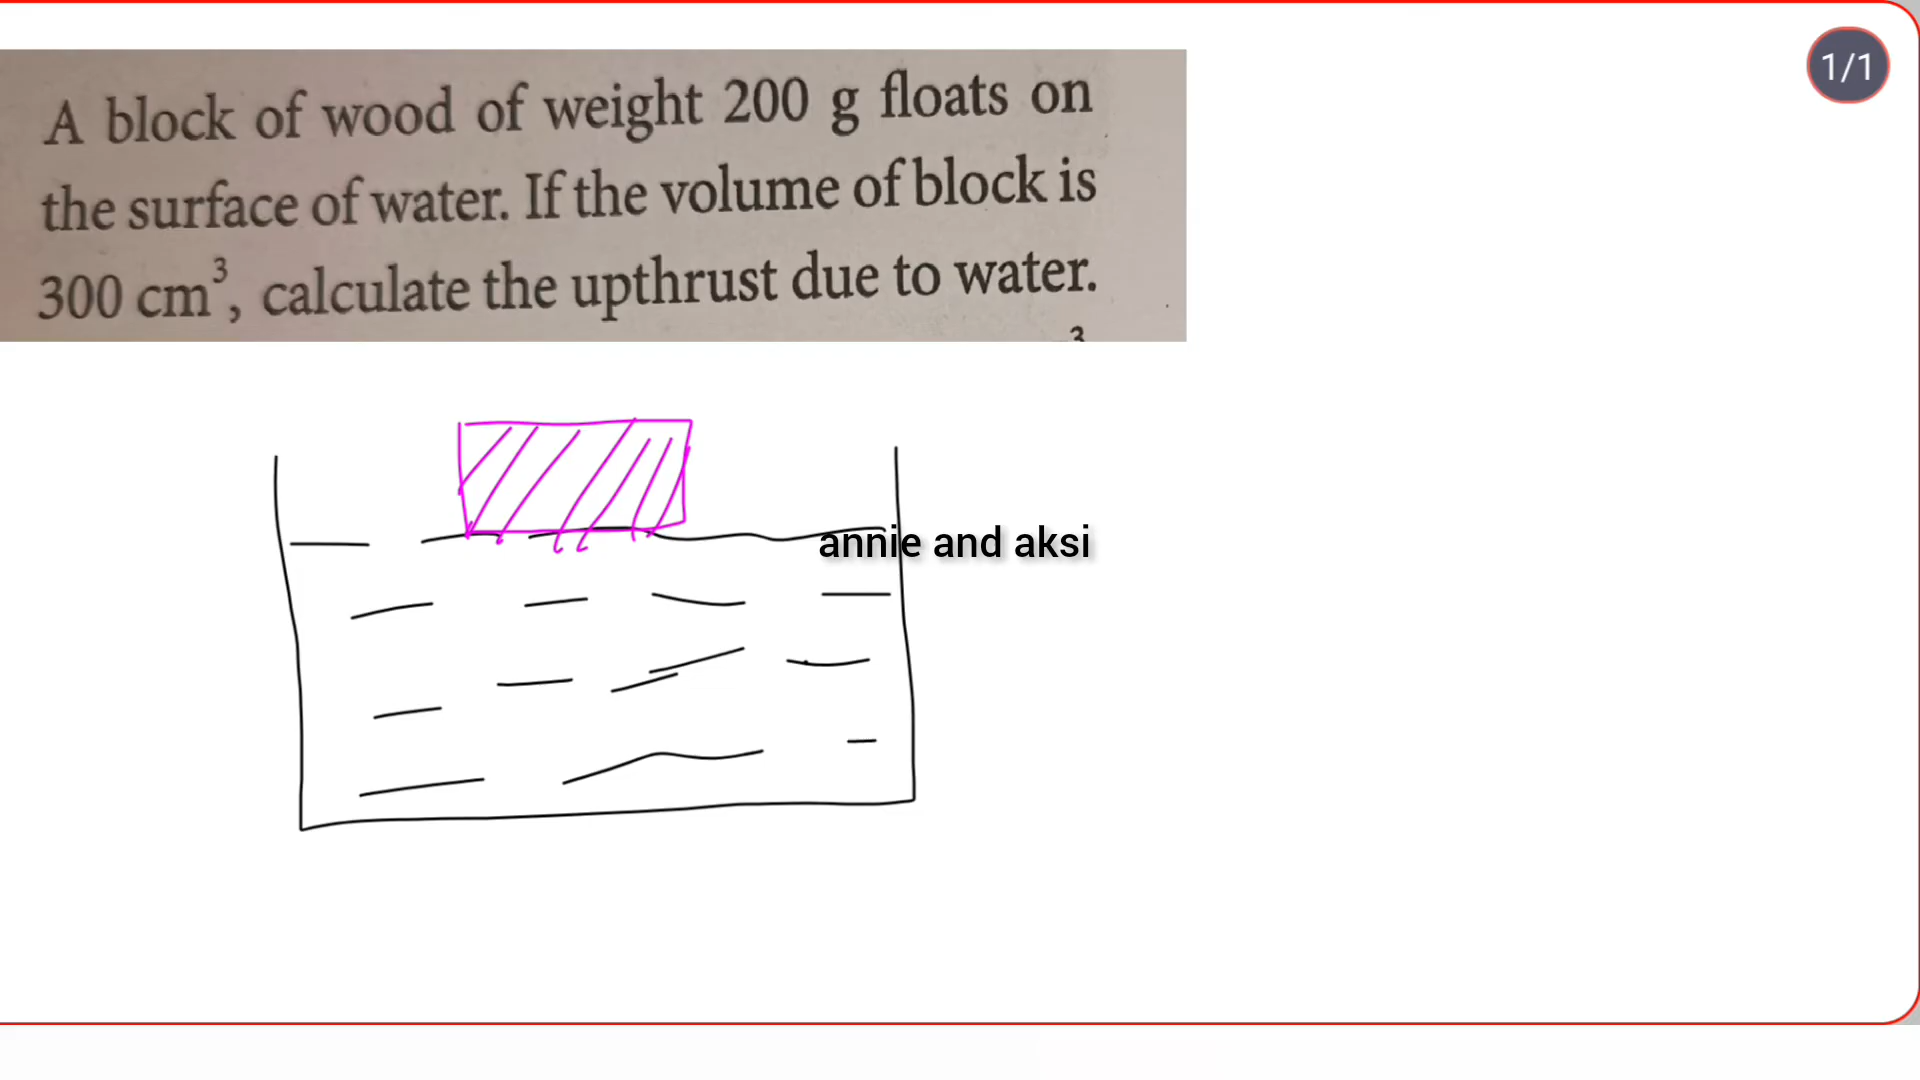 1/1
A block of wood of weight 200 g floats on
the surface of water. If the volume of block is
300 cm³, calculate the upthrust due to water.
3
annie and aksi